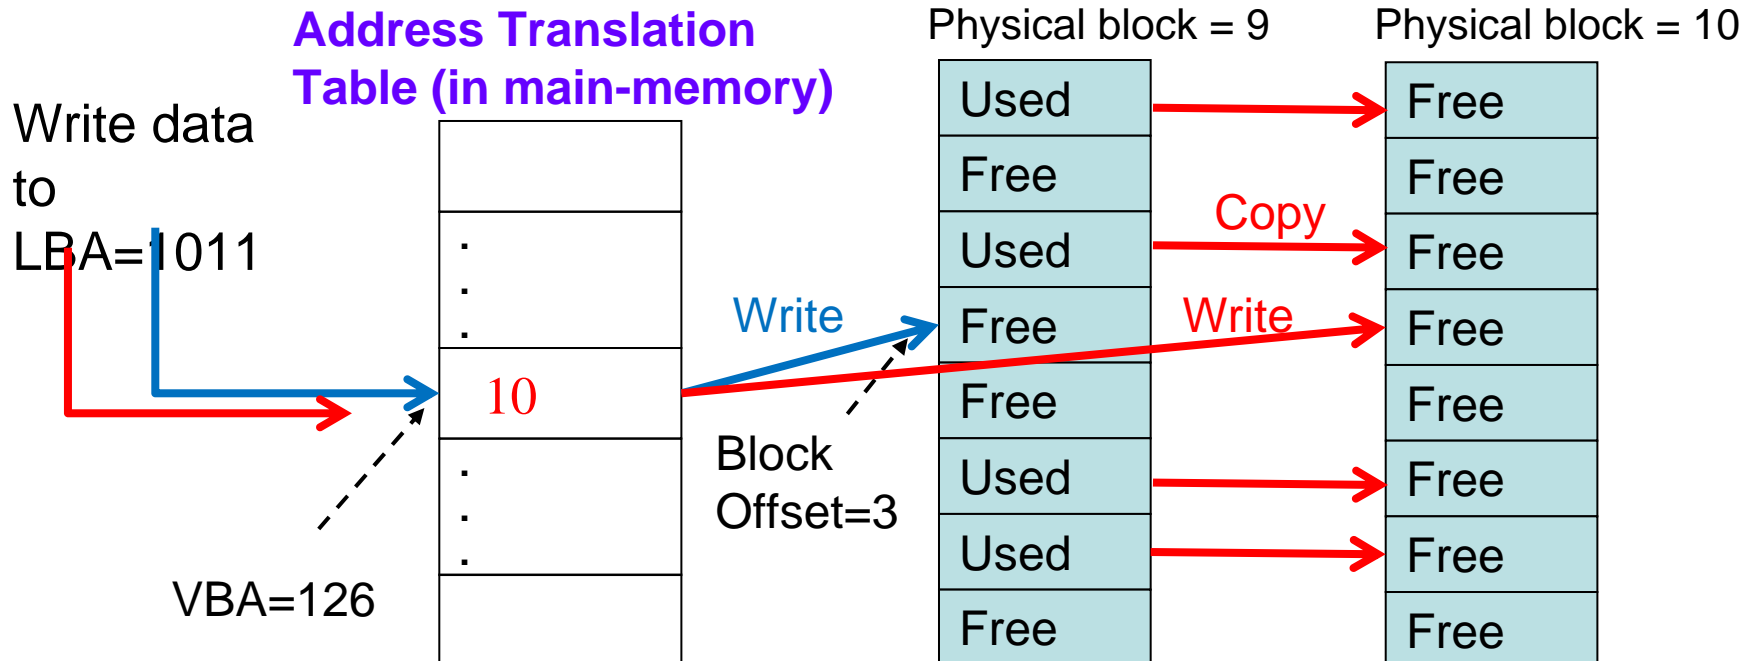 Address Translation
Table (in main-memory)
Physical block = 9
Physical block = 10
Write data
to
LBA=1011
.
.
.
10
.
.
.
VBA=126
Write
Block
Offset=3
Used
Free
Used
Free
Free
Used
Used
Free
Copy
Write
Free
Free
Free
Free
Free
Free
Free
Free